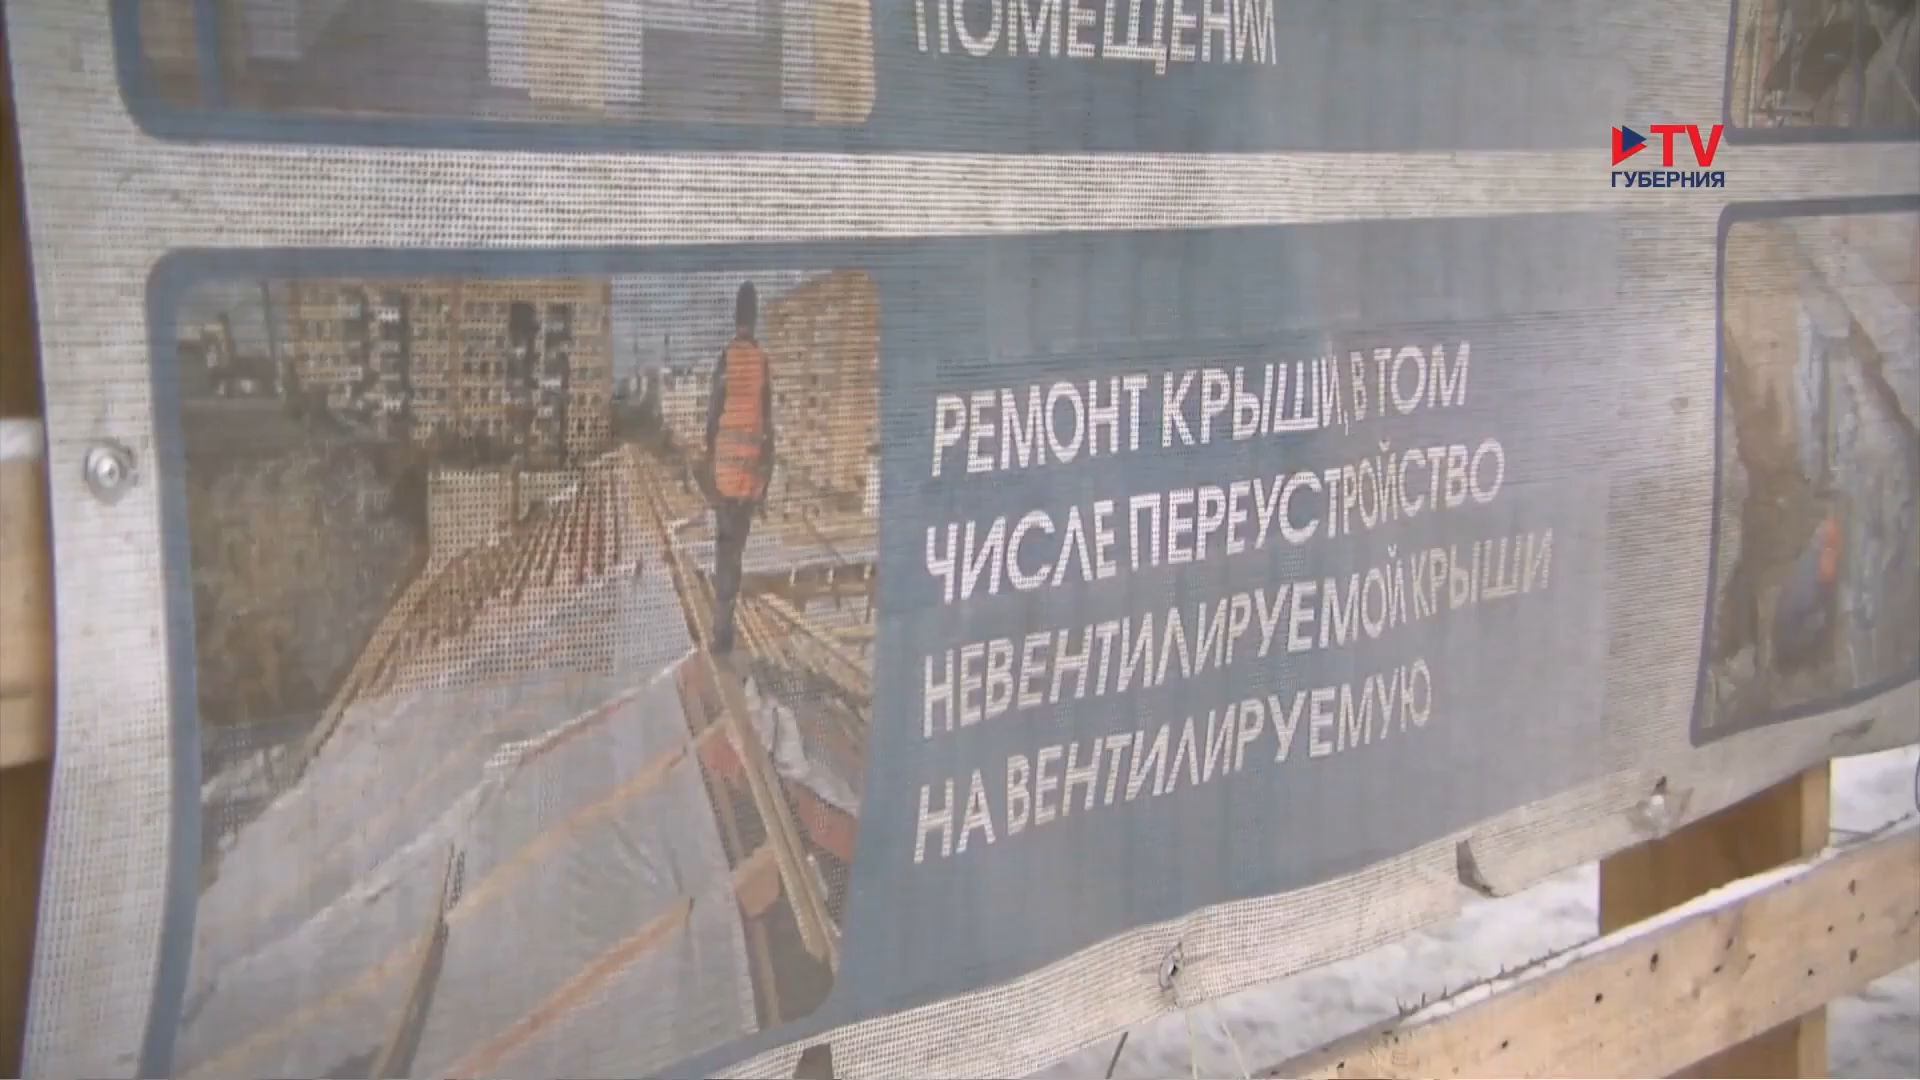 ПОМЕЩЕНИЙ
TV
ГУБЕРНИЯ
РЕМОНТ КРЫШИ, В ТОМ
ЧИСЛЕ ПЕРЕУСТРОЙСТВО
НЕВЕНТИЛИРУЕМОЙ КРЫШИ
НА ВЕНТИЛИРУЕМУЮ